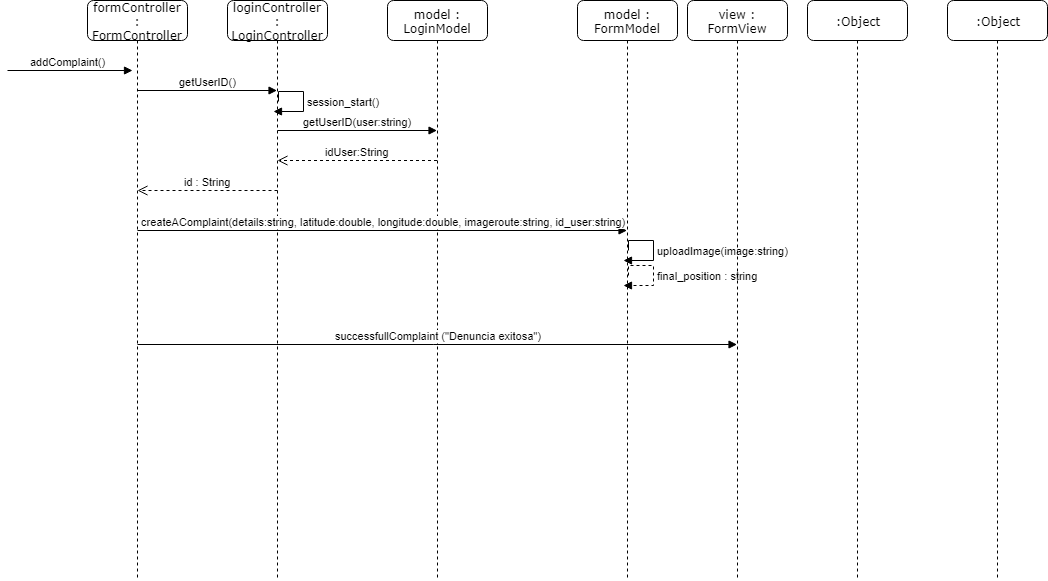 formController
:
FormController
loginController
:
LoginController
model :
LoginModel
model :
FormModel
view :
FormView
:Object
:Object
addComplaint()
getUserID()
session_start()
getUserID(user:string)
idUser:String
id : String
createAComplaint(details:string, latitude:double, longitude:double, imageroute:string, id_user:string)
uploadImage(image:string)
final_position : string
successfullComplaint ("Denuncia exitosa")